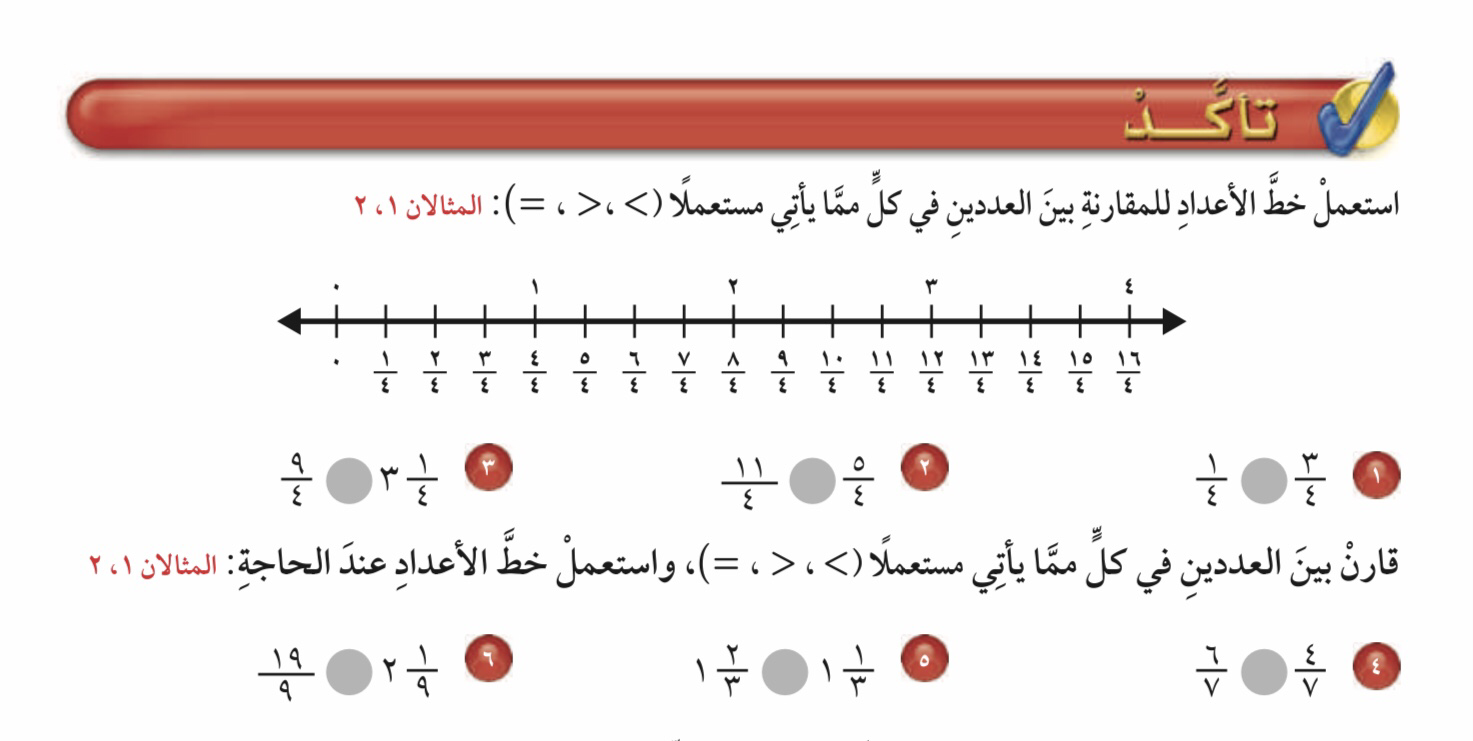 تأكَّدْ
استعملْ خطَّ الأعدادِ للمقارنةِ بينَ العددينِ في كلٍّ ممَّا يأتِي مستعملًا (> ،< ، =): المثالان ١، ٢
٠ ١ ٢ ٣ ٤
٠ ١/٤ ٢/٤ ٣/٤ ٤/٤ ٥/٤ ٦/٤ ٧/٤ ٨/٤ ٩/٤ ١٠/٤ ١١/٤ ١٢/٤ ١٣/٤ ١٤/٤ ١٥/٤ ١٦/٤
١ ٣/٤ ١/٤ ٢ ٥/٤ ١١/٤ ٣ ٣ ١/٤ ٩/٤
قارنْ بينَ العددينِ في كلٍّ ممَّا يأتِي مستعملًا (> ، < ، =)، واستعملْ خطَّ الأعدادِ عندَ الحاجةِ: المثالان ١، ٢
٤ ٤/٧ ٦/٧ ٥ ١ ١/٣ ١ ٢/٣ ٦ ٢ ١/٩ ١٩/٩